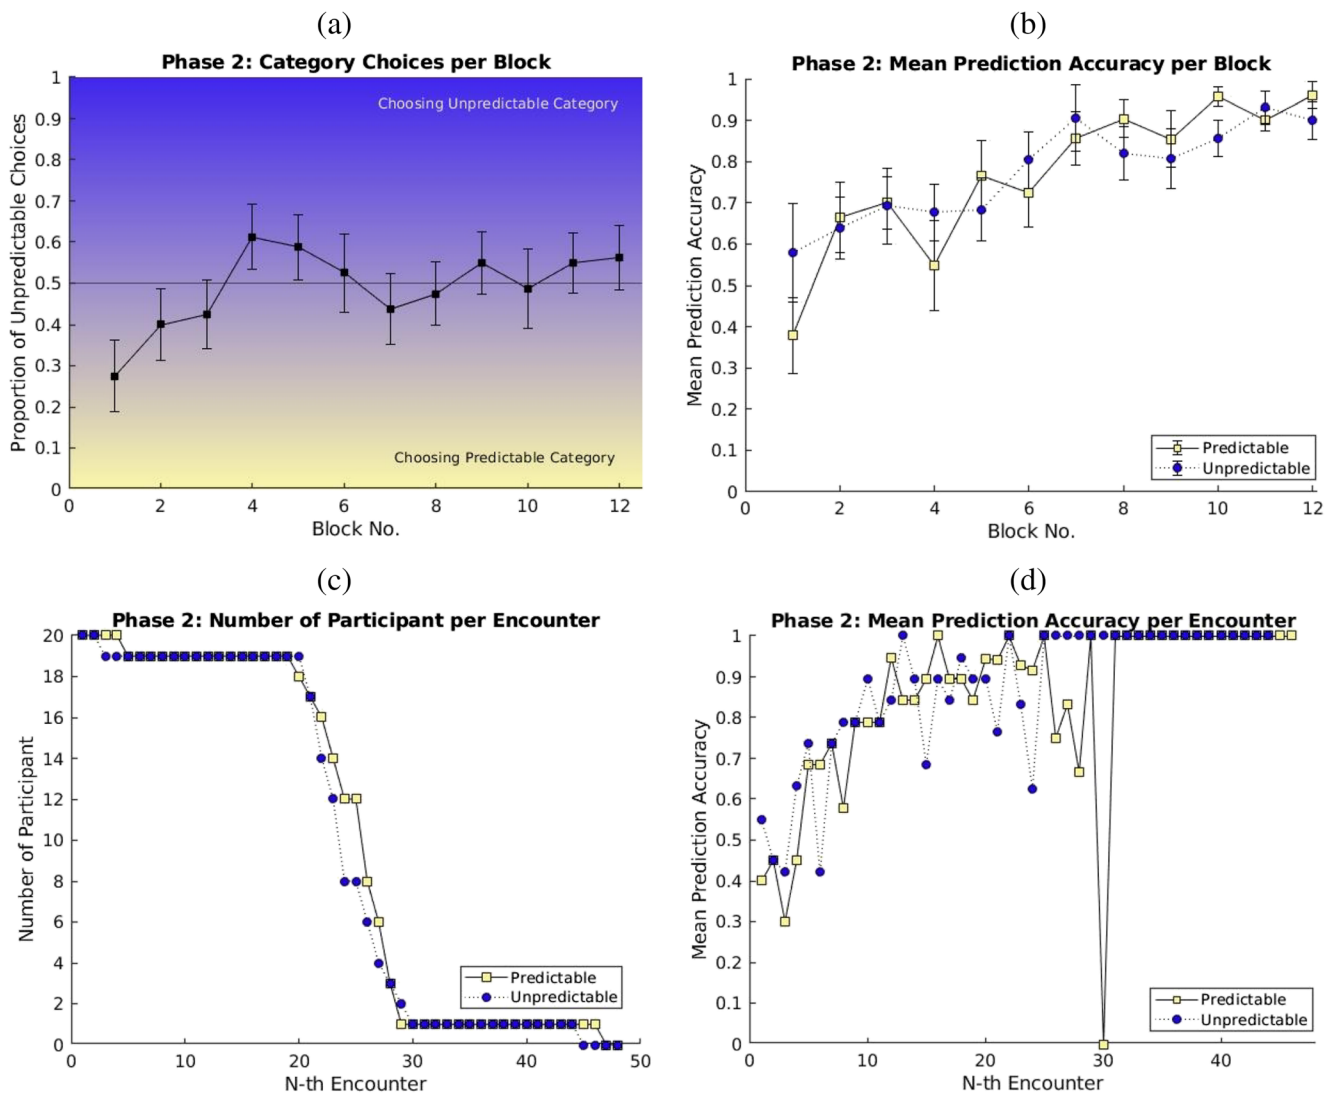 (a)
Phase 2: Category Choices per Block
Proportion of Unpredictable Choices
1
0.9
0.8
0.7
0.6
0.5
0.4
0.3
0.2
0.1
0
Choosing Unpredictable Category
Choosing Predictable Category
0 2 4 6 8 10 12
Block No.
(b)
Phase 2: Mean Prediction Accuracy per Block
Mean Prediction Accuracy
1
0.9
0.8
0.7
0.6
0.5
0.4
0.3
0.2
0.1
0
Predictable
Unpredictable
0 2 4 6 8 10 12
Block No.
(c)
Phase 2: Number of Participant per Encounter
Number of Participant
20
18
16
14
12
10
8
6
4
2
0
Predictable
Unpredictable
0 10 20 30 40 50
N-th Encounter
(d)
Phase 2: Mean Prediction Accuracy per Encounter
Mean Prediction Accuracy
1
0.9
0.8
0.7
0.6
0.5
0.4
0.3
0.2
0.1
0
Predictable
Unpredictable
0 10 20 30 40
N-th Encounter